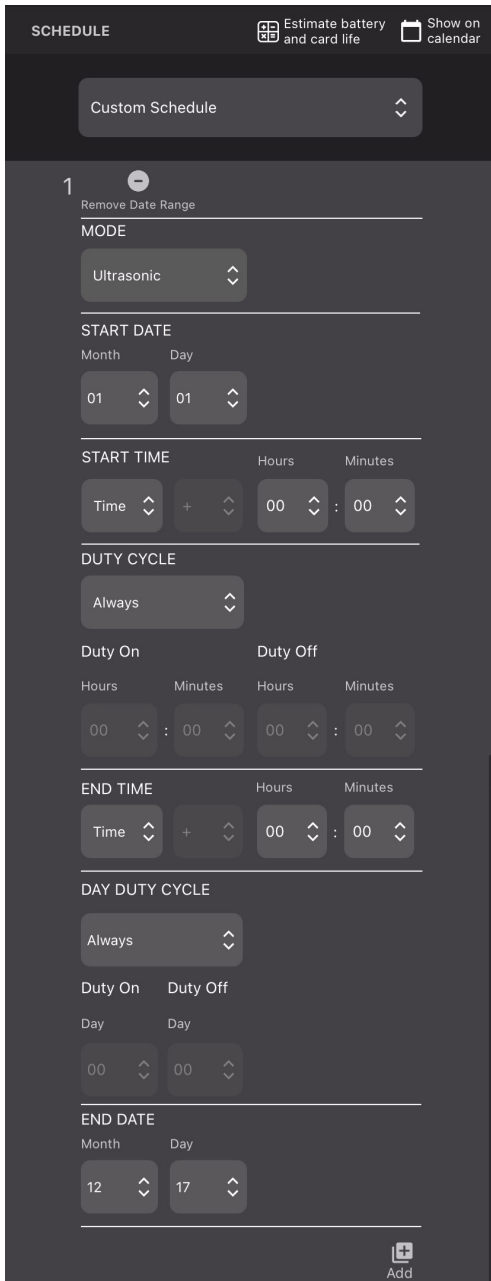 SCHEDULE
Estimate battery
and card life
Show on
calendar
Custom Schedule
1
Remove Date Range
MODE
Ultrasonic
START DATE
Month Day
01 01
START TIME Hours Minutes
Time + 00 : 00
DUTY CYCLE
Always
Duty On Duty Off
Hours Minutes Hours Minutes
00 : 00 00 : 00
END TIME Hours Minutes
Time + 00 : 00
DAY DUTY CYCLE
Always
Duty On Duty Off
Day Day
00 00
END DATE
Month Day
12 17
Add